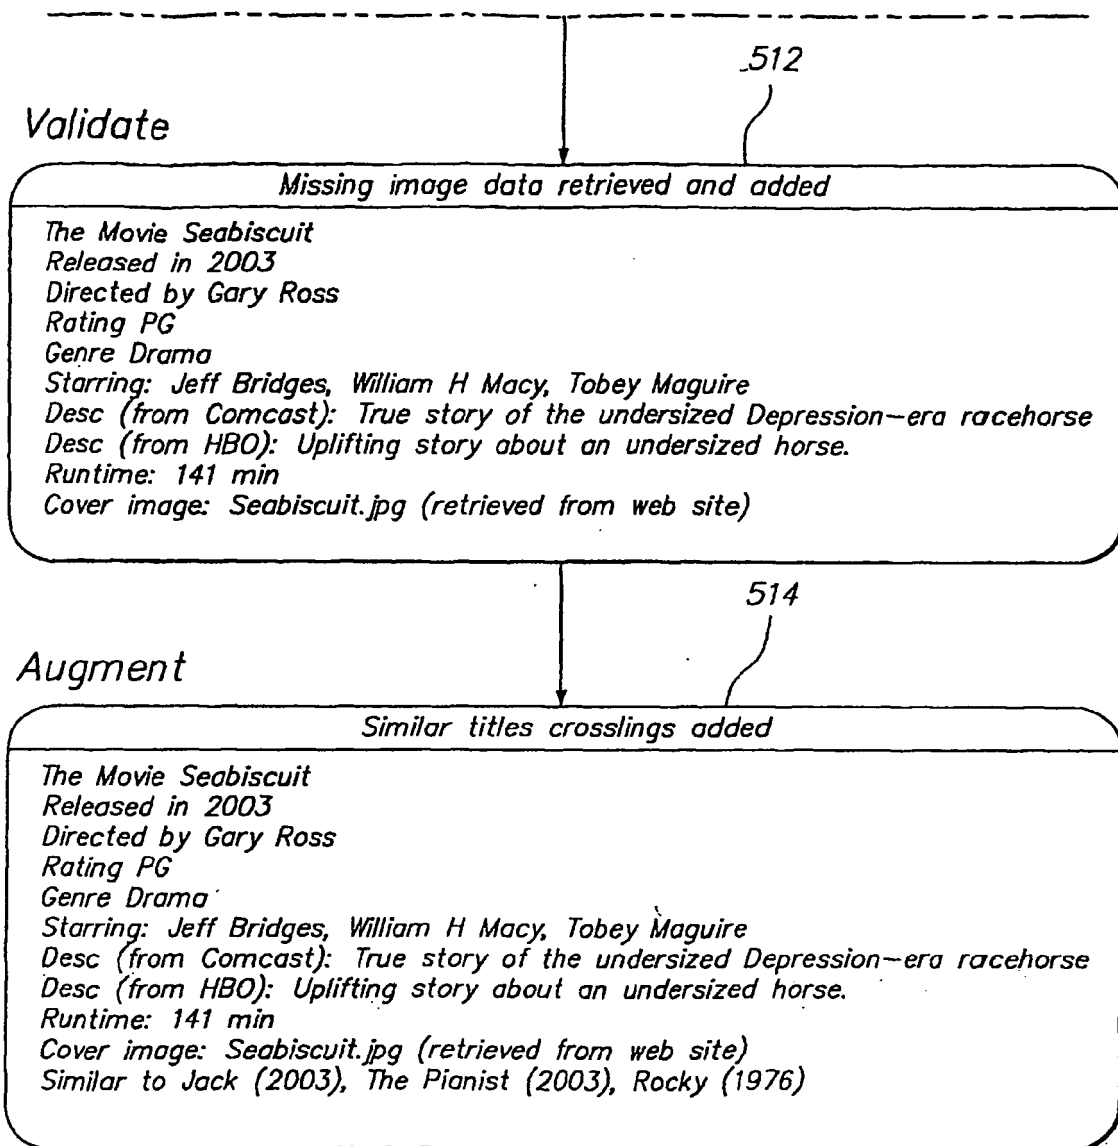 512
Validate
Missing image data retrieved and added
The Movie Seabiscuit
Released in 2003
Directed by Gary Ross
Rating PG
Genre Drama
Starring: Jeff Bridges, William H Macy, Tobey Maguire
Desc (from Comcast): True story of the undersized Depression-era racehorse
Desc (from HBO): Uplifting story about an undersized horse.
Runtime: 141 min
Cover image: Seabiscuit.jpg (retrieved from web site)
514
Augment
Similar titles crosslings added
The Movie Seabiscuit
Released in 2003
Directed by Gary Ross
Rating PG
Genre Drama
Starring: Jeff Bridges, William H Macy, Tobey Maguire
Desc (from Comcast): True story of the undersized Depression-era racehorse
Desc (from HBO): Uplifting story about an undersized horse.
Runtime: 141 min
Cover image: Seabiscuit.jpg (retrieved from web site)
Similar to Jack (2003), The Pianist (2003), Rocky (1976)